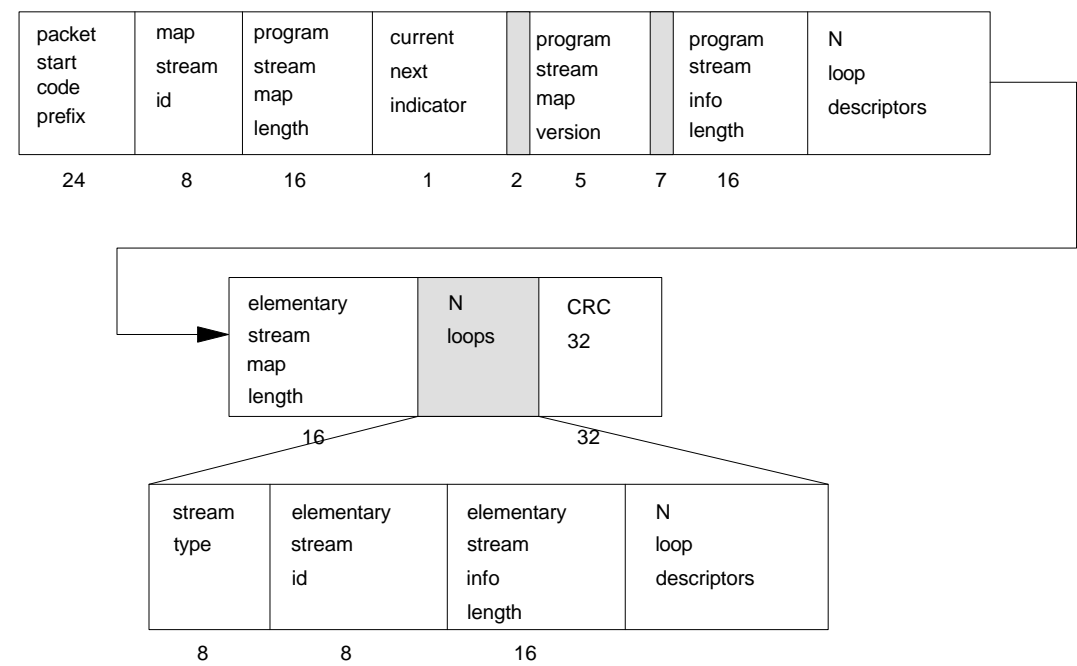 packet
start
code
prefix
map
stream
id
program
stream
map
length
current
next
indicator
program
stream
map
version
program
stream
info
length
N
loop
descriptors
24
8
16
1
2
5
7
16
elementary
stream
map
length
N
loops
CRC
32
16
32
stream
type
elementary
stream
id
elementary
stream
info
length
N
loop
descriptors
8
8
16